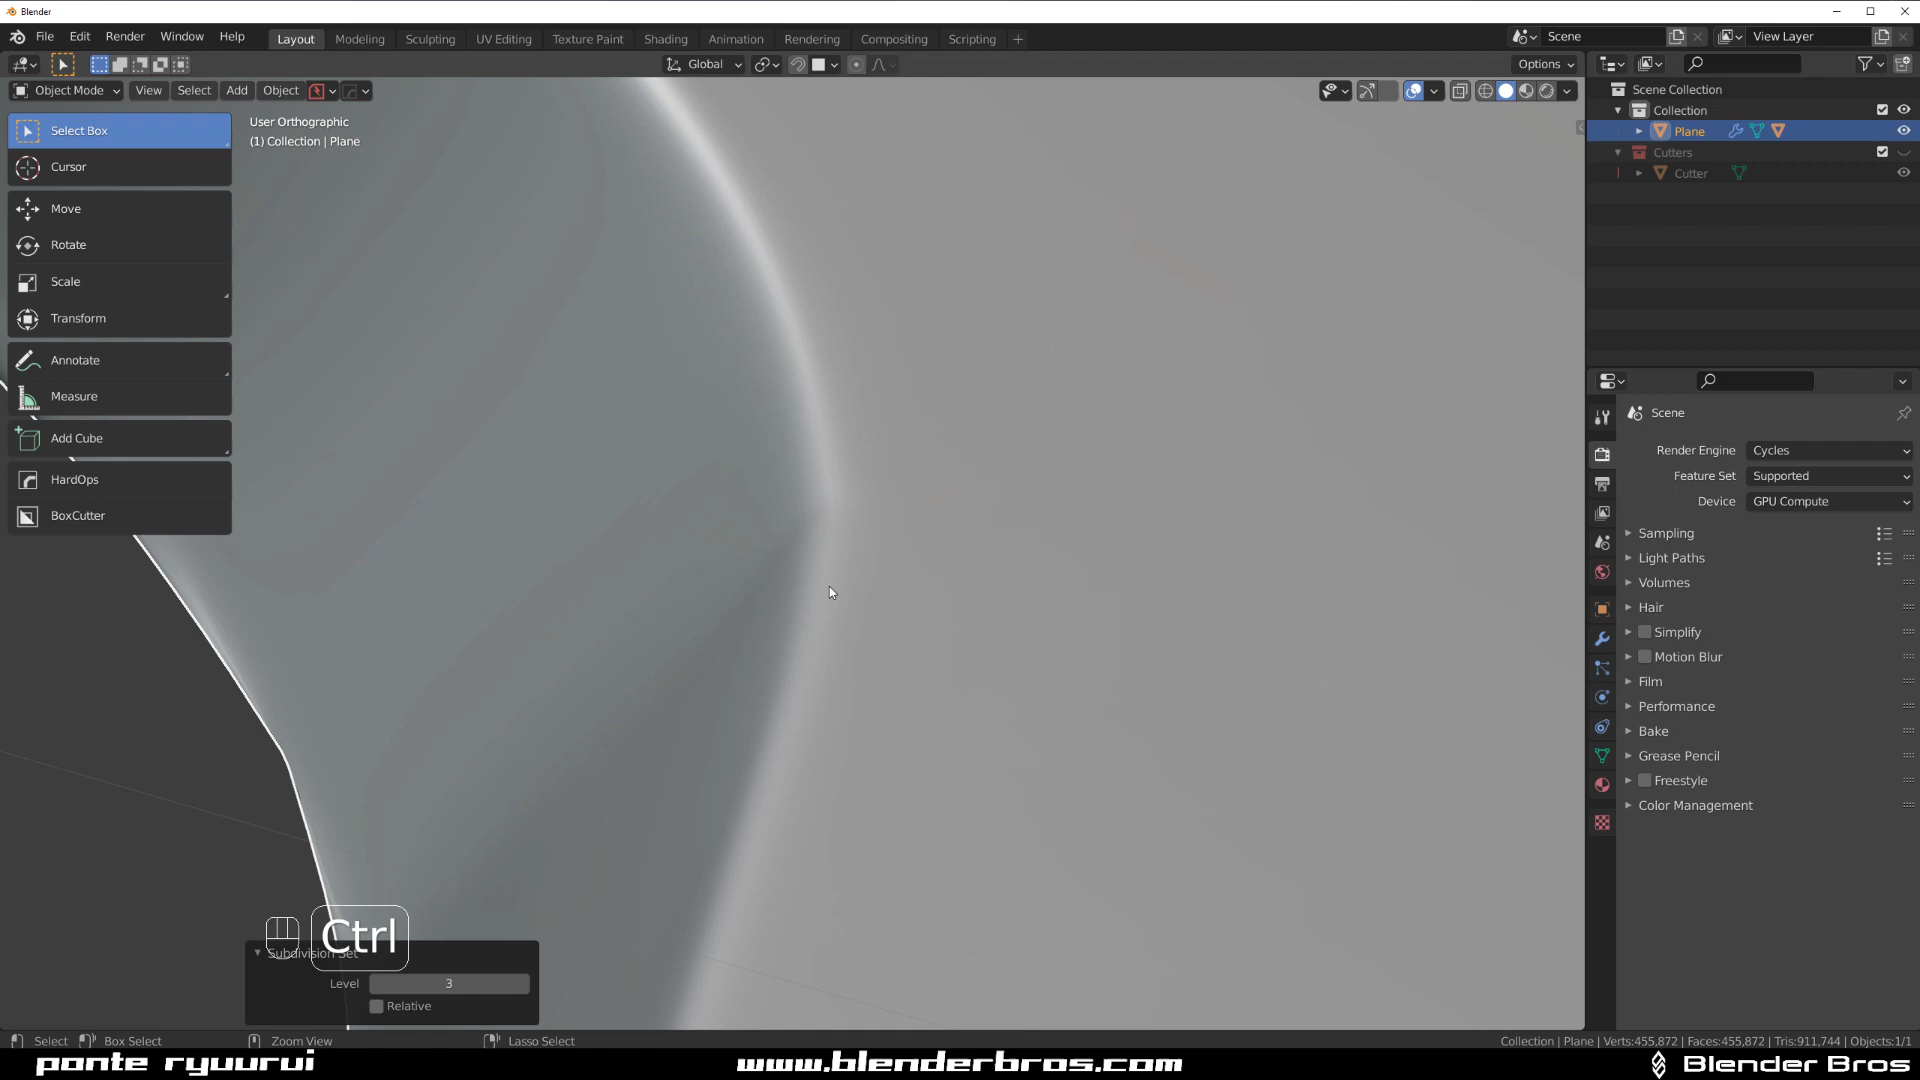 Blender
File Edit Render Window Help Layout Modeling Sculpting UV Editing Texture Paint Shading Animation Rendering Compositing Scripting + Scene View Layer
Global Options
Object Mode View Select Add Object
User Orthographic
(1) Collection | Plane
Select Box
Cursor
Move
Rotate
Scale
Transform
Annotate
Measure
Add Cube
HardOps
BoxCutter
Scene Collection
Collection
Plane
Cutters
Cutter
Scene
Render Engine Cycles
Feature Set Supported
Device GPU Compute
Sampling
Light Paths
Volumes
Hair
Simplify
Motion Blur
Film
Performance
Bake
Grease Pencil
Freestyle
Color Management
Ctrl
Subdivision Set
Level 3
Relative
Select Box Select Zoom View Lasso Select Collection | Plane | Verts:455,872 | Faces:455,872 | Tris:911,744 | Objects:1/1
ponte ryuurui www.blenderbros.com Blender Bros